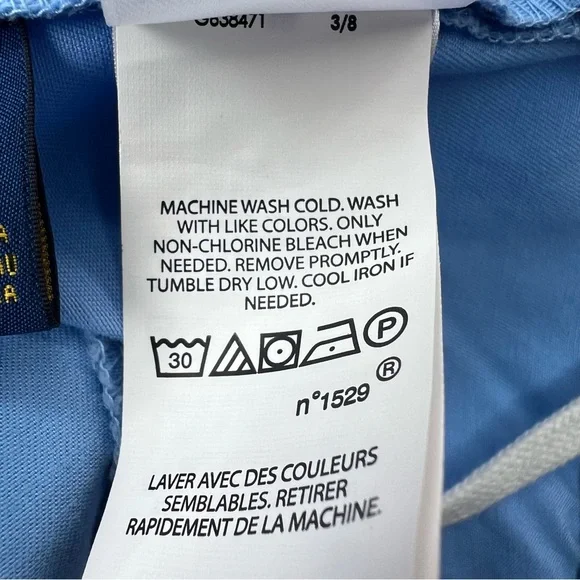 G838471 3/8
MACHINE WASH COLD. WASH
WITH LIKE COLORS. ONLY
NON-CHLORINE BLEACH WHEN
NEEDED. REMOVE PROMPTLY.
TUMBLE DRY LOW. COOL IRON IF
NEEDED.
30 P
n°1529 ®
LAVER AVEC DES COULEURS
SEMBLABLES. RETIRER
RAPIDEMENT DE LA MACHINE.